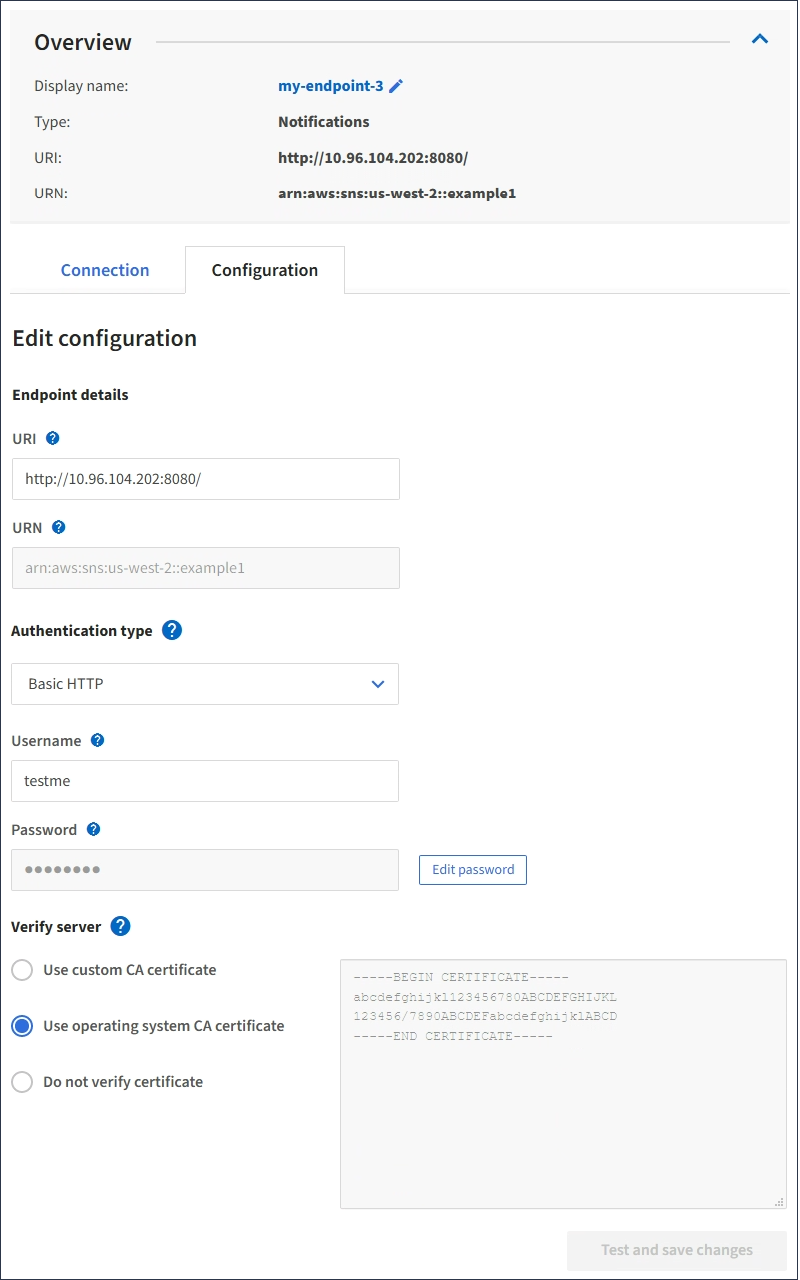 Overview
Display name: my-endpoint-3
Type: Notifications
URI: http://10.96.104.202:8080/
URN: arn:aws:sns:us-west-2::example1
Connection Configuration
Edit configuration
Endpoint details
URI ?
http://10.96.104.202:8080/
URN ?
arn:aws:sns:us-west-2::example1
Authentication type ?
Basic HTTP
Username ?
testme
Password ?
●●●●●●●● Edit password
Verify server ?
Use custom CA certificate
Use operating system CA certificate
Do not verify certificate
-----BEGIN CERTIFICATE-----
abcdefghijkl123456780ABCDEFGHIJKL
123456/7890ABCDEFabcdefghijklABCD
-----END CERTIFICATE-----
Test and save changes